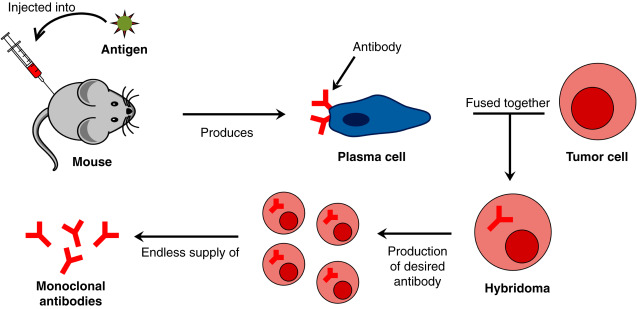 Injected into
Antigen
Mouse
Produces
Antibody
Plasma cell
Fused together
Tumor cell
Hybridoma
Production
of desired
antibody
Endless supply of
Monoclonal
antibodies